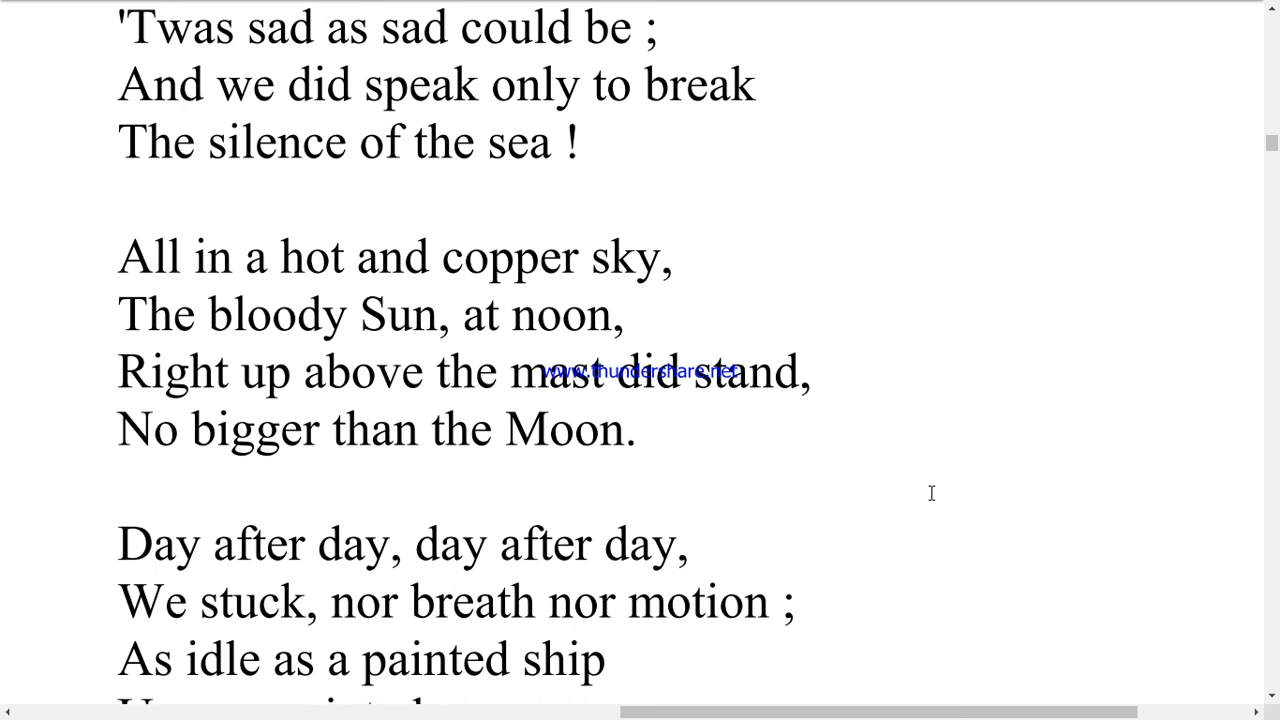 'Twas sad as sad could be ;
And we did speak only to break
The silence of the sea !
All in a hot and copper sky,
The bloody Sun, at noon,
Right up above the mast did stand,
www.thundershare.net
No bigger than the Moon.
Day after day, day after day,
We stuck, nor breath nor motion ;
As idle as a painted ship